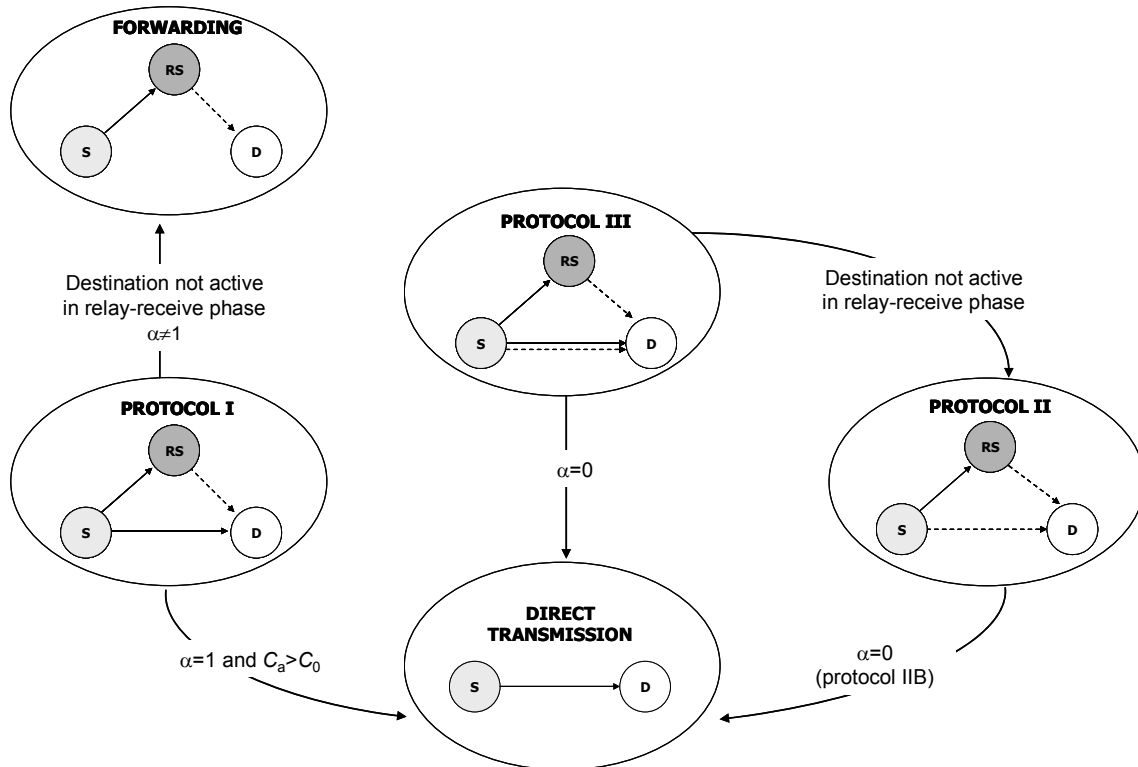 FORWARDING
RS
S
D
Destination not active
in relay-receive phase
α≠1
PROTOCOL III
RS
S
D
Destination not active
in relay-receive phase
PROTOCOL I
RS
S
D
α=0
PROTOCOL II
RS
S
D
α=1 and Ca>C0
DIRECT
TRANSMISSION
S
D
α=0
(protocol IIB)